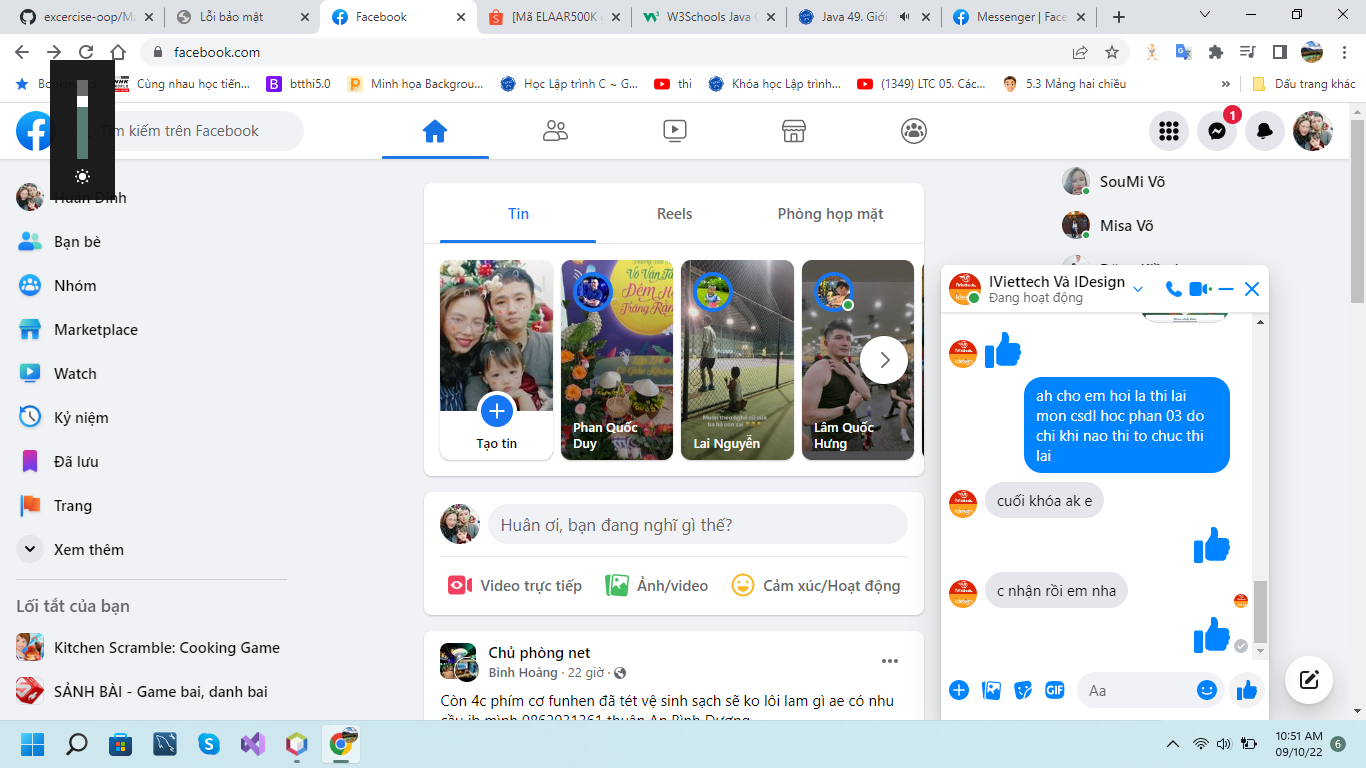 excercise-oop/Ma
Lỗi bảo mật
Facebook
[Mã ELAAR500K
W3Schools Java
Java 49. Giới
Messenger | Face
facebook.com
Cùng nhau học tiến...
btthi5.0
Minh họa Backgrou...
Học Lập trình C ~ G...
thi
Khóa học Lập trình...
(1349) LTC 05. Các...
5.3 Mảng hai chiều
»
Dấu trang khác
Tìm kiếm trên Facebook
1
Huân Đinh
Bạn bè
Nhóm
Marketplace
Watch
Kỷ niệm
Đã lưu
Trang
Xem thêm
Lối tắt của bạn
Kitchen Scramble: Cooking Game
SẢNH BÀI - Game bai, danh bai
Tin
Reels
Phòng họp mặt
Tạo tin
Phan Quốc
Duy
Lai Nguyễn
Lâm Quốc
Hưng
Huân ơi, bạn đang nghĩ gì thế?
Video trực tiếp
Ảnh/video
Cảm xúc/Hoạt động
Chủ phòng net
Bình Hoàng · 22 giờ ·
Còn 4c phím cơ funhen đã tét vệ sinh sạch sẽ ko lôi lam gì ae có nhu
SouMi Võ
Misa Võ
IViettech Và IDesign
Đang hoạt động
ah cho em hoi la thi lai
mon csdl hoc phan 03 do
chi khi nao thi to chuc thi
lai
cuối khóa ak e
c nhận rồi em nha
GIF
Aa
10:51 AM
09/10/22
6